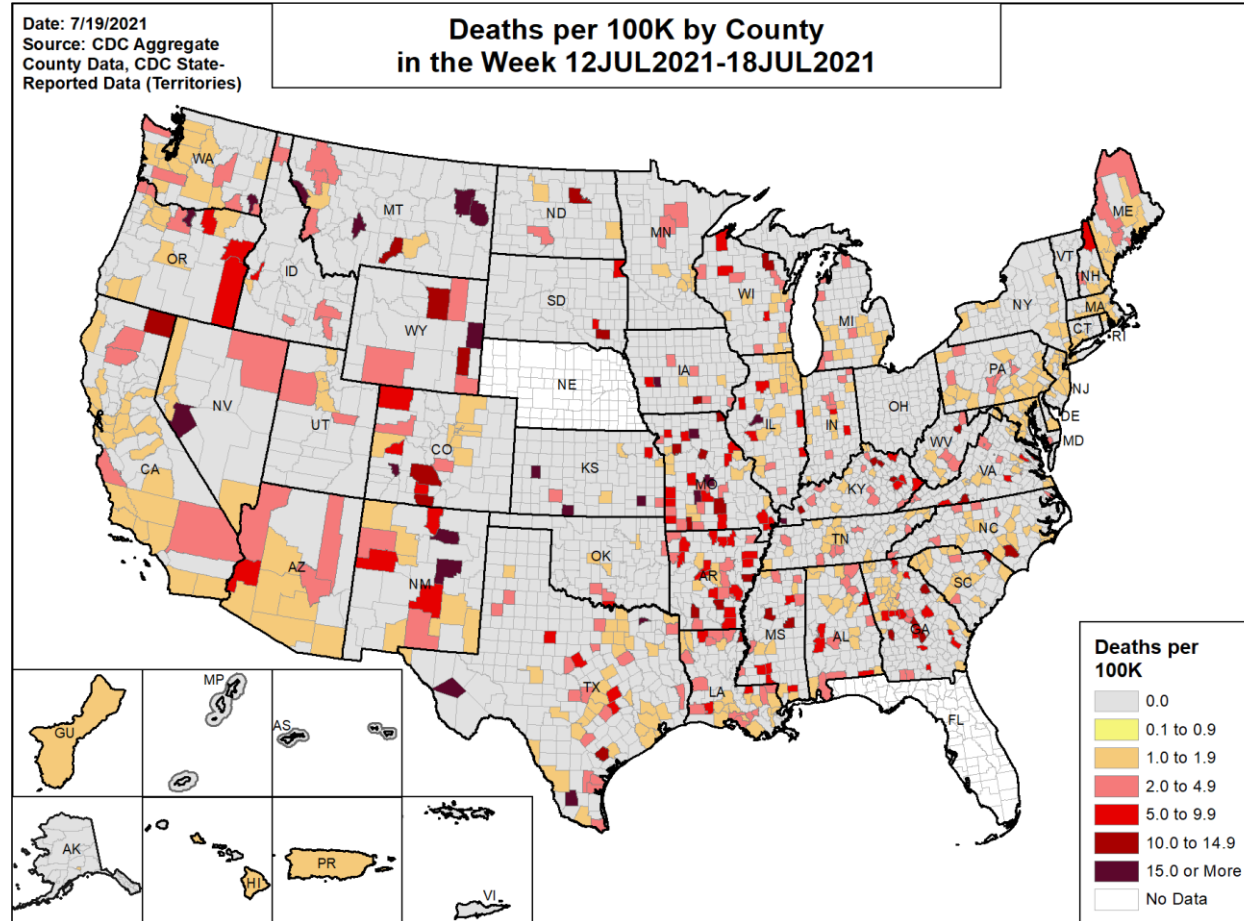 Date: 7/19/2021
Source: CDC Aggregate
County Data, CDC State-
Reported Data (Territories)
Deaths per 100K by County
in the Week 12JUL2021-18JUL2021
WA
MT
ND
MN
ME
OR
ID
WY
SD
WI
MI
VT
NH
NY
MA
CT
RI
NV
UT
CO
NE
IA
IL
IN
OH
PA
NJ
DE
MD
WV
VA
CA
KS
MO
KY
AZ
NM
OK
AR
TN
NC
SC
MS
AL
GA
TX
LA
FL
GU
MP
AS
AK
HI
PR
VI
Deaths per
100K
0.0
0.1 to 0.9
1.0 to 1.9
2.0 to 4.9
5.0 to 9.9
10.0 to 14.9
15.0 or More
No Data